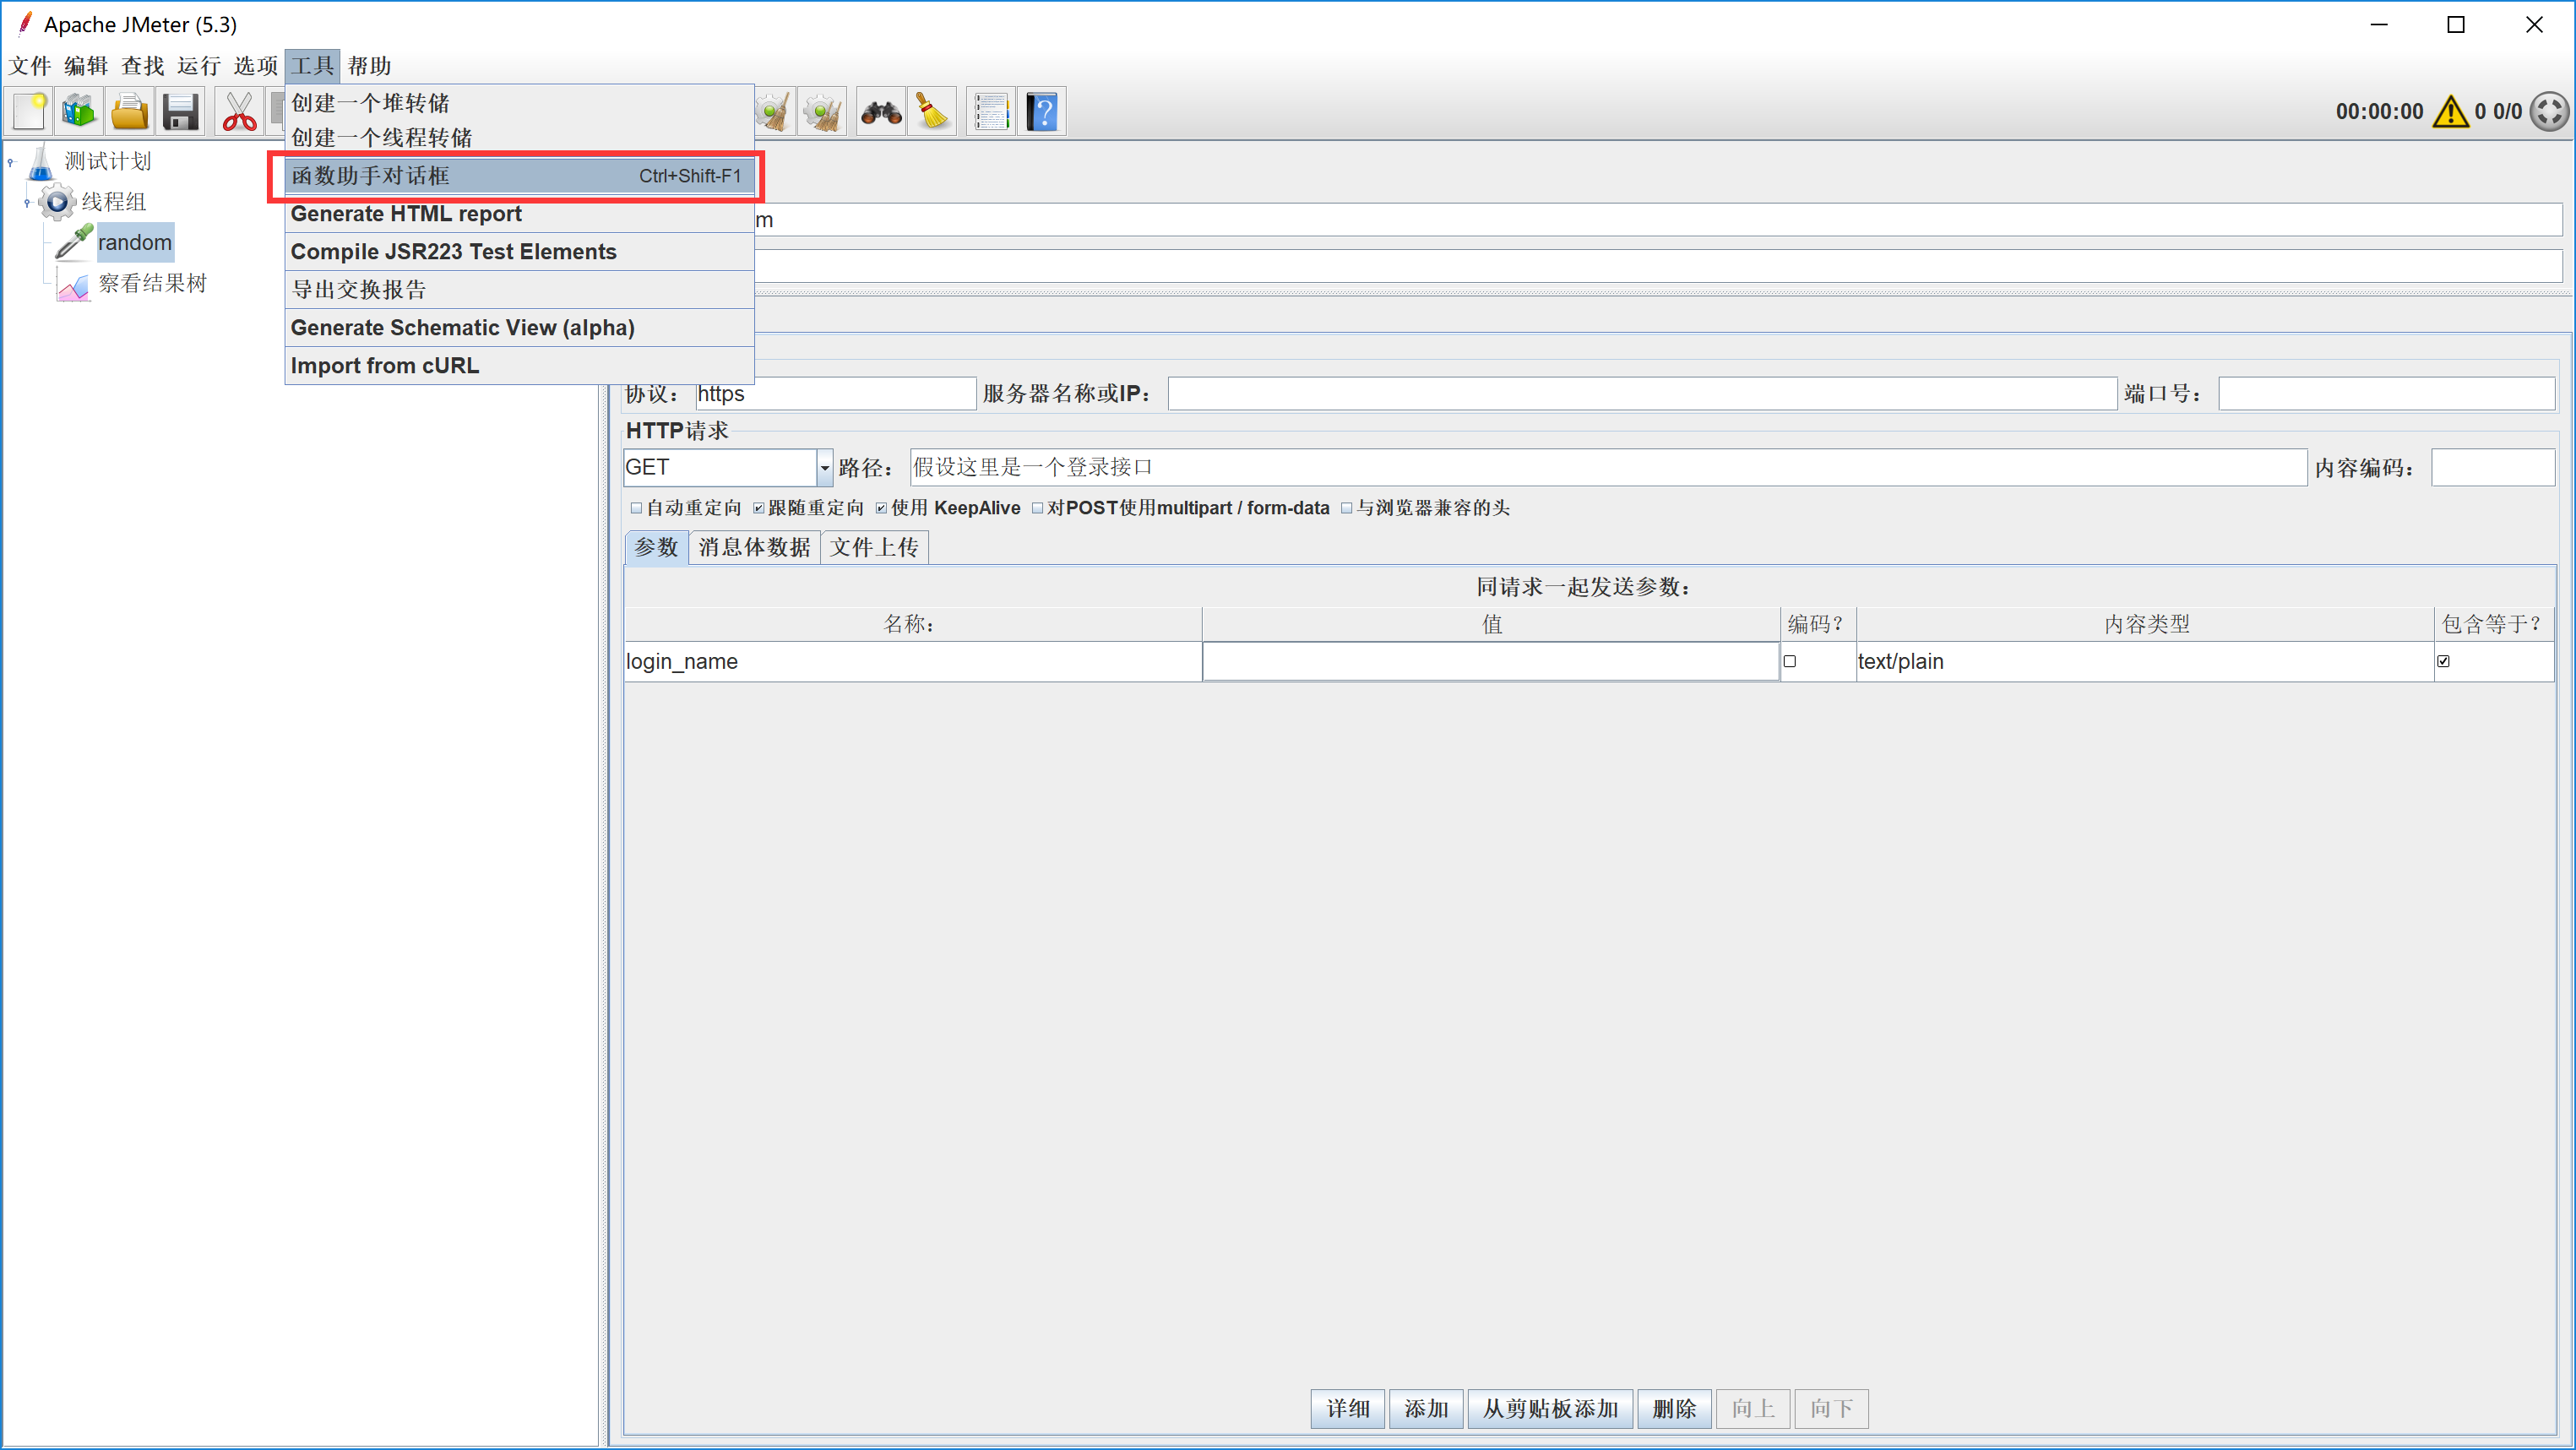 Apache JMeter (5.3)
文件 编辑 查找 运行 选项 工具 帮助
创建一个堆转储
创建一个线程转储
函数助手对话框 Ctrl+Shift-F1
Generate HTML report
Compile JSR223 Test Elements
导出交换报告
Generate Schematic View (alpha)
Import from cURL
00:00:00 0 0/0
测试计划
线程组
random
察看结果树
m
协议： https 服务器名称或IP： 端口号：
HTTP请求
GET 路径： 假设这里是一个登录接口 内容编码：
自动重定向 跟随重定向 使用 KeepAlive 对POST使用multipart / form-data 与浏览器兼容的头
参数 消息体数据 文件上传
同请求一起发送参数：
名称： 值 编码？ 内容类型 包含等于？
login_name text/plain
详细 添加 从剪贴板添加 删除 向上 向下